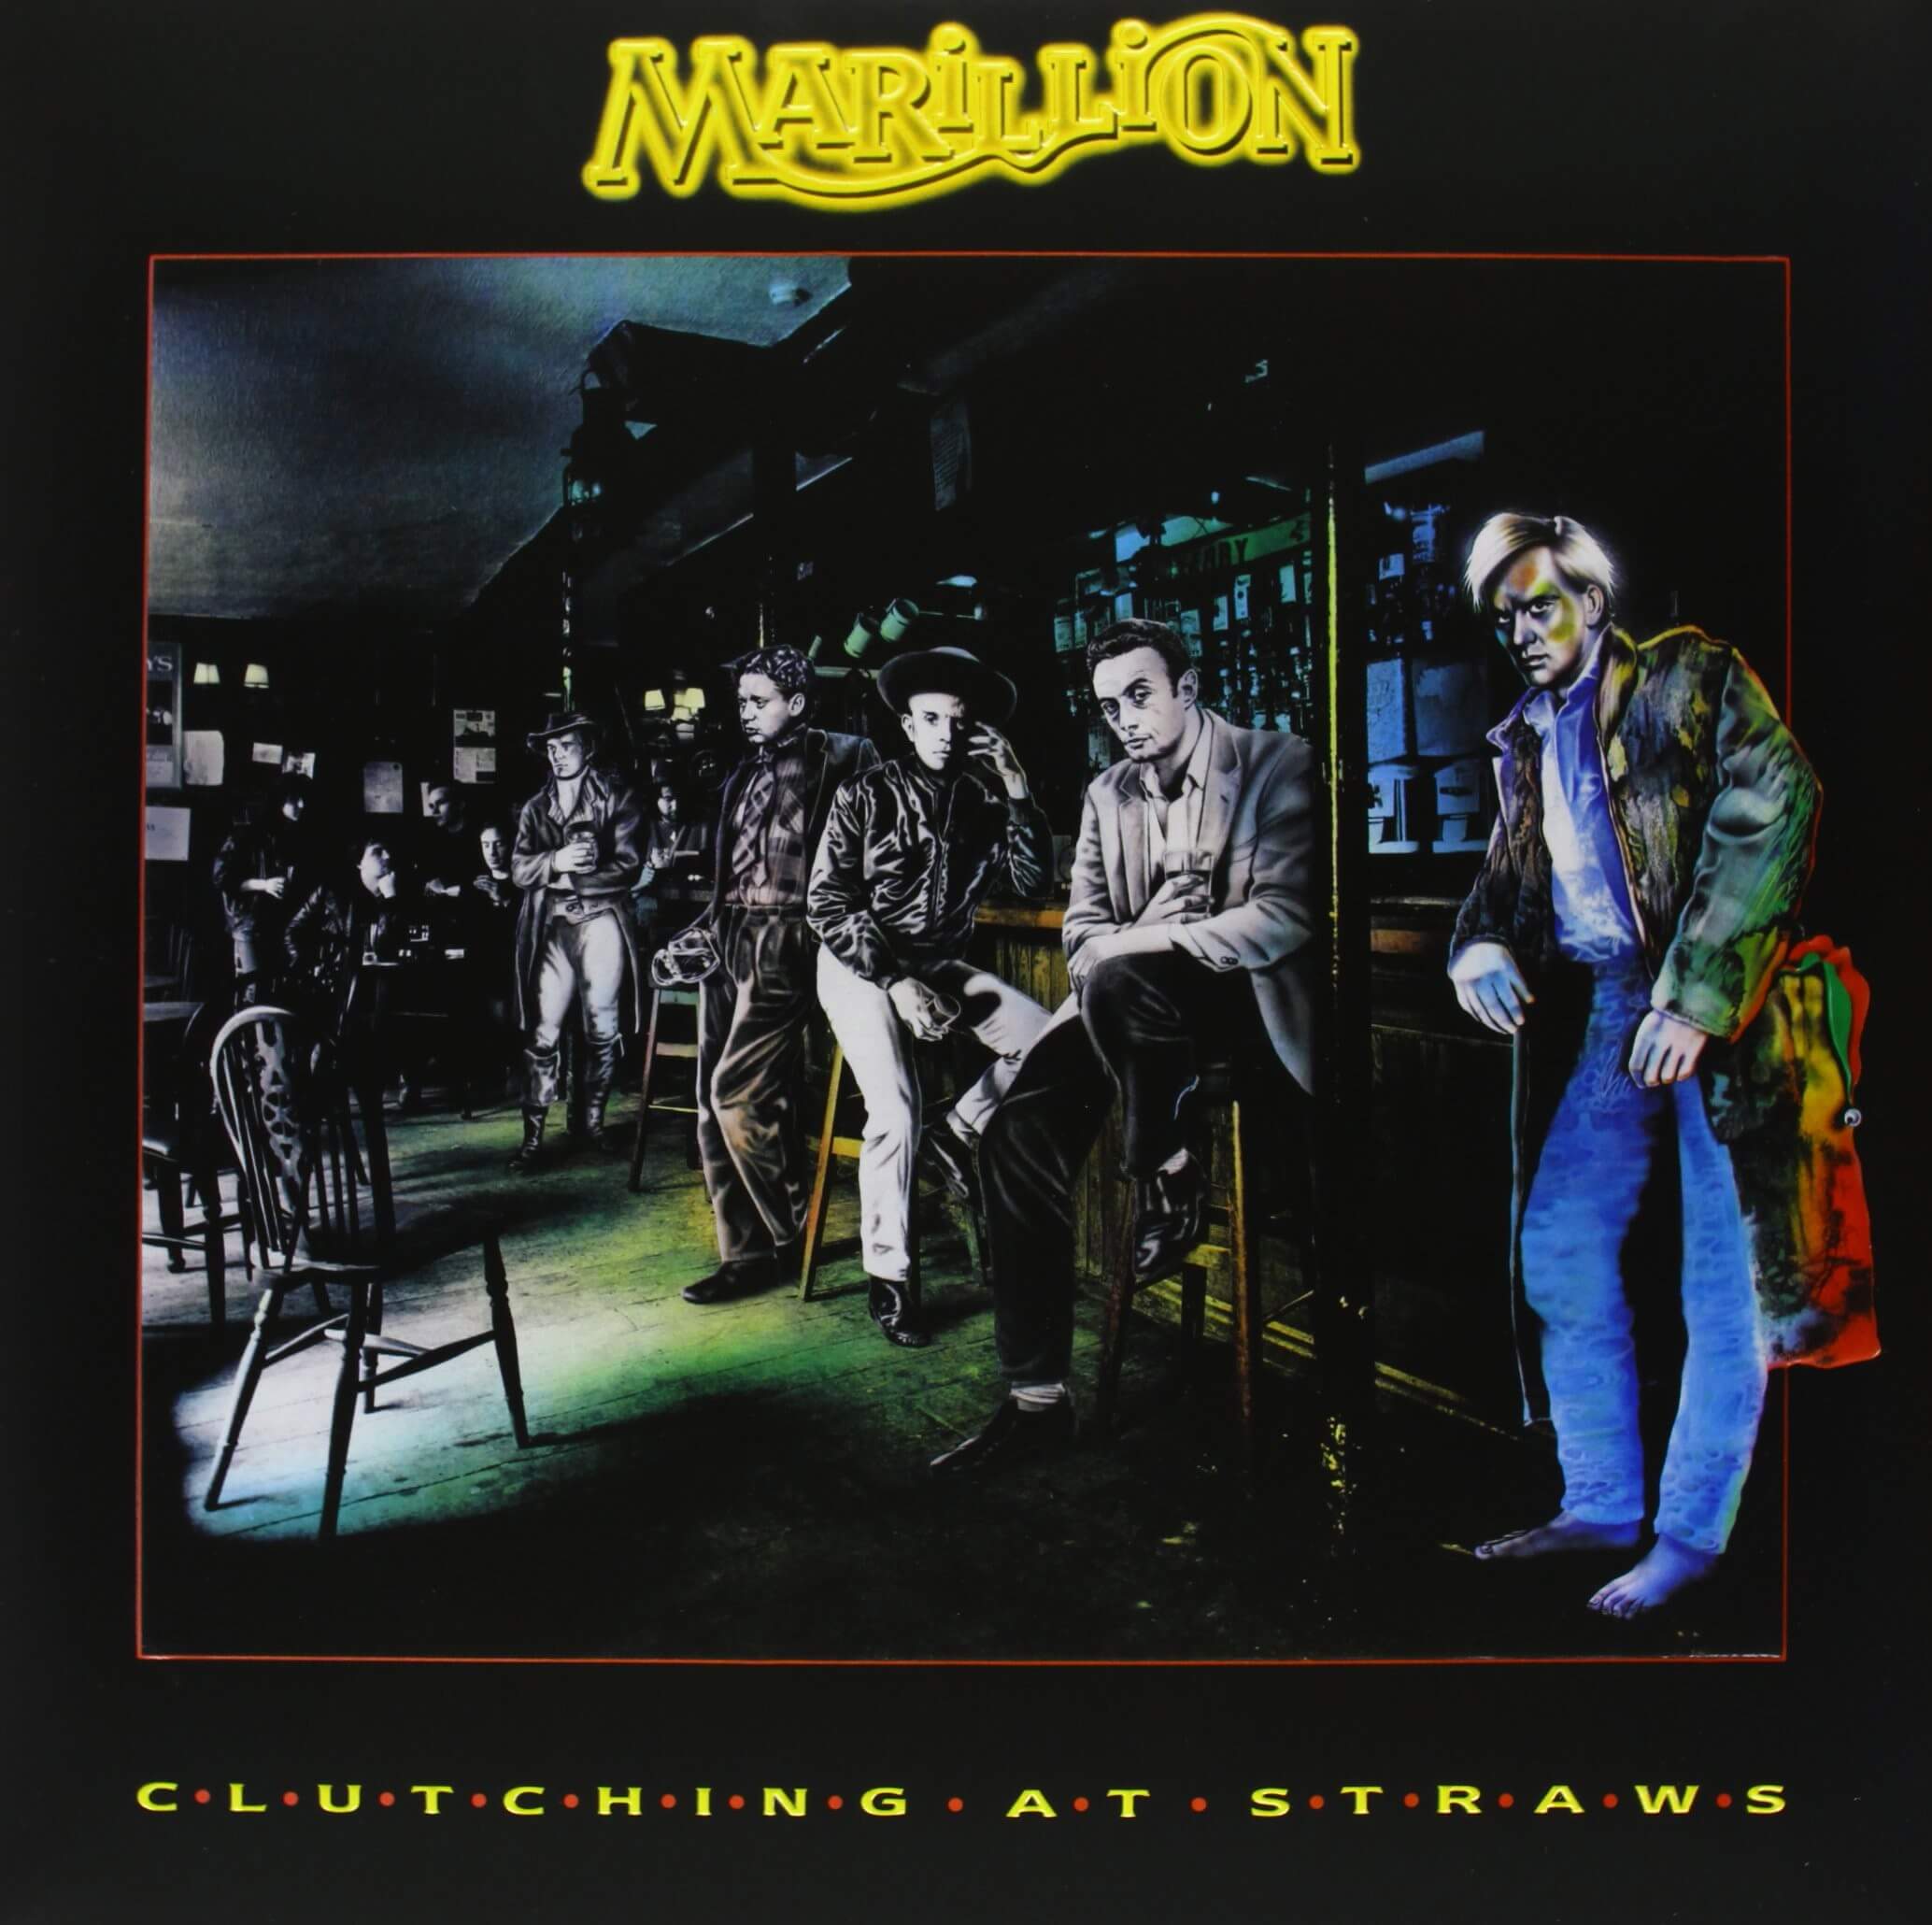 MARiLLiON
C•L•U•T•C•H•I•N•G • A•T • S•T•R•A•W•S